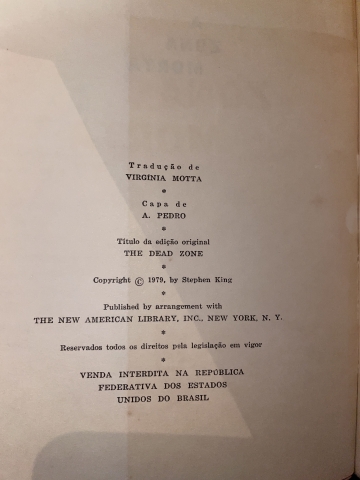 Tradução de
VIRGÍNIA MOTTA
*
Capa de
A. PEDRO
*
Título da edição original
THE DEAD ZONE
*
Copyright © 1979, by Stephen King
*
Published by arrangement with
THE NEW AMERICAN LIBRARY, INC., NEW YORK, N. Y.
*
Reservados todos os direitos pela legislação em vigor
*
VENDA INTERDITA NA REPÚBLICA
FEDERATIVA DOS ESTADOS
UNIDOS DO BRASIL